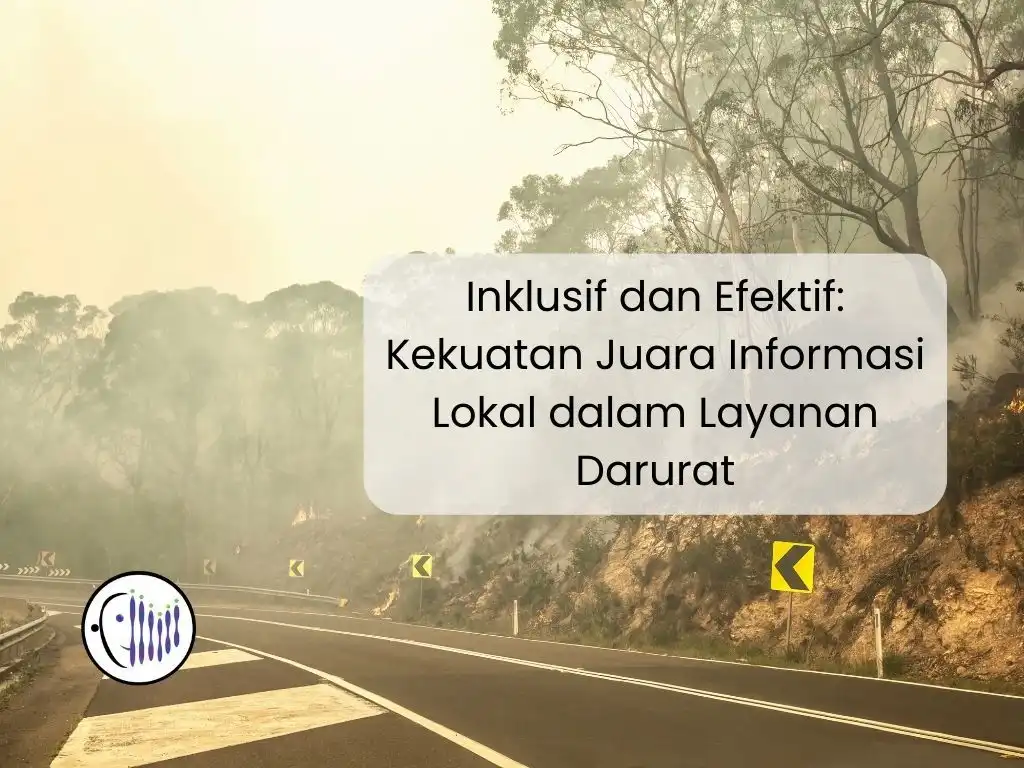 Inklusif dan Efektif:
Kekuatan Juara Informasi
Lokal dalam Layanan
Darurat